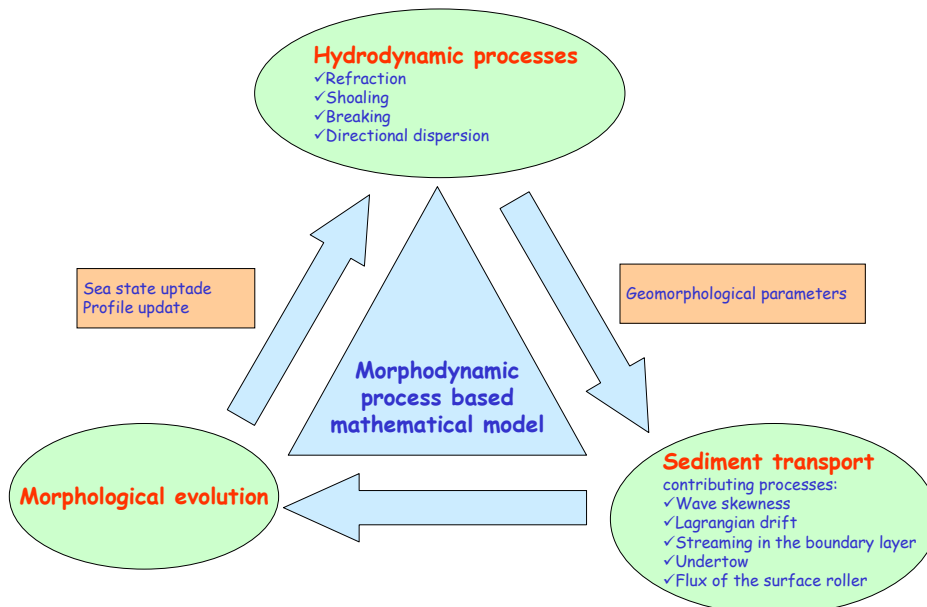 Hydrodynamic processes
✓Refraction
✓Shoaling
✓Breaking
✓Directional dispersion
Sea state uptade
Profile update
Geomorphological parameters
Morphodynamic
process based
mathematical model
Morphological evolution
Sediment transport
contributing processes:
✓Wave skewness
✓Lagrangian drift
✓Streaming in the boundary layer
✓Undertow
✓Flux of the surface roller